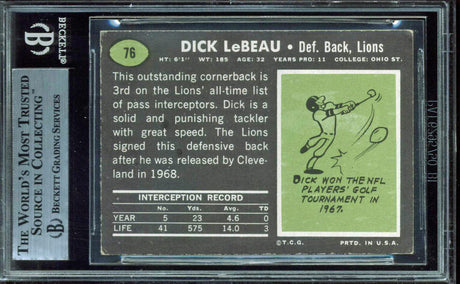 BECKETT®
BGS
THE WORLD'S MOST TRUSTED
SOURCE IN COLLECTING™
BECKETT GRADING SERVICES
76
DICK LeBEAU • Def. Back, Lions
HT: 6'1" WT: 185 AGE: 32 YEARS PRO: 11 COLLEGE: OHIO ST.
This outstanding cornerback is
3rd on the Lions' all-time list
of pass interceptors. Dick is a
solid and punishing tackler
with great speed. The Lions
signed this defensive back
after he was released by Cleve-
land in 1968.
INTERCEPTION RECORD
No. Yds. Avg. TD
YEAR 5 23 4.6 0
LIFE 41 575 14.0 3
DICK WON THE NFL
PLAYERS' GOLF
TOURNAMENT IN
1967.
©T.C.G. PRTD. IN U.S.A.